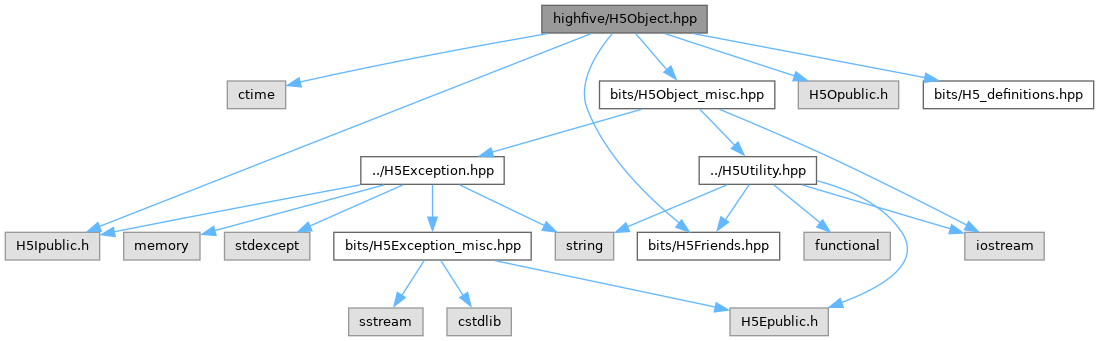 highfive/H5Object.hpp
ctime
bits/H5Object_misc.hpp
H5Opublic.h
bits/H5_definitions.hpp
../H5Exception.hpp
../H5Utility.hpp
H5Ipublic.h
memory
stdexcept
bits/H5Exception_misc.hpp
string
bits/H5Friends.hpp
functional
iostream
sstream
cstdlib
H5Epublic.h